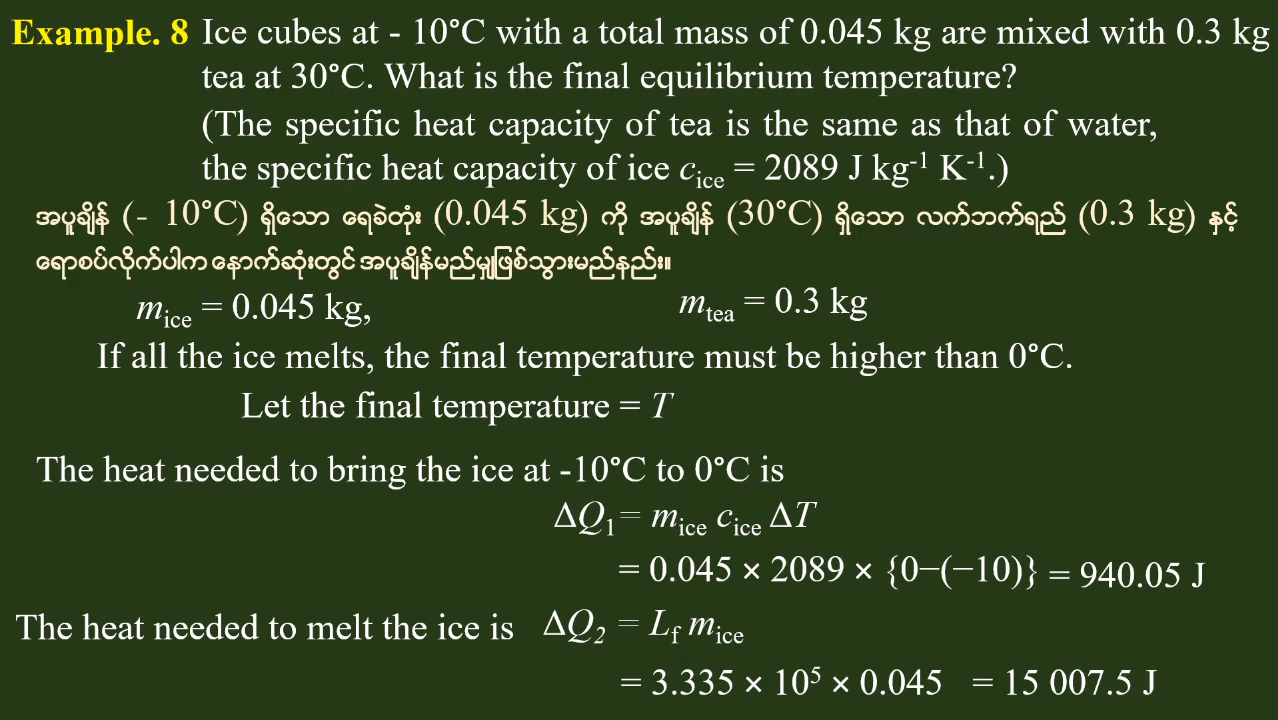 Example. 8 Ice cubes at - 10°C with a total mass of 0.045 kg are mixed with 0.3 kg
tea at 30°C. What is the final equilibrium temperature?
(The specific heat capacity of tea is the same as that of water,
the specific heat capacity of ice c_ice = 2089 J kg⁻¹ K⁻¹.)
အပူချိန် (- 10°C) ရှိသော ရေခဲတုံး (0.045 kg) ကို အပူချိန် (30°C) ရှိသော လက်ဘက်ရည် (0.3 kg) နှင့်
ရောစပ်လိုက်ပါက နောက်ဆုံးတွင် အပူချိန်မည်မျှဖြစ်သွားမည်နည်း။
m_ice = 0.045 kg, m_tea = 0.3 kg
If all the ice melts, the final temperature must be higher than 0°C.
Let the final temperature = T
The heat needed to bring the ice at -10°C to 0°C is
ΔQ₁ = m_ice c_ice ΔT
= 0.045 × 2089 × {0−(−10)} = 940.05 J
The heat needed to melt the ice is ΔQ₂ = L_f m_ice
= 3.335 × 10⁵ × 0.045 = 15 007.5 J